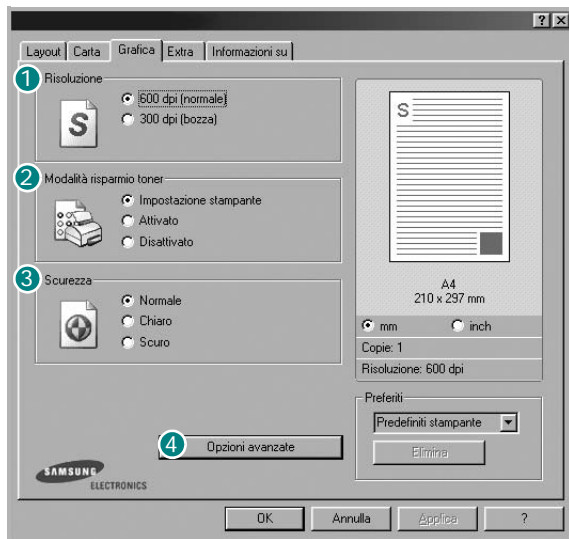 ? ×
Layout Carta Grafica Extra Informazioni su
1 Risoluzione
S
600 dpi (normale)
300 dpi (bozza)
2 Modalità risparmio toner
Impostazione stampante
Attivato
Disattivato
3 Scurezza
Normale
Chiaro
Scuro
4 Opzioni avanzate
SAMSUNG
ELECTRONICS
S
A4
210 x 297 mm
mm inch
Copie: 1
Risoluzione: 600 dpi
Preferiti
Predefiniti stampante
Elimina
OK Annulla Applica ?